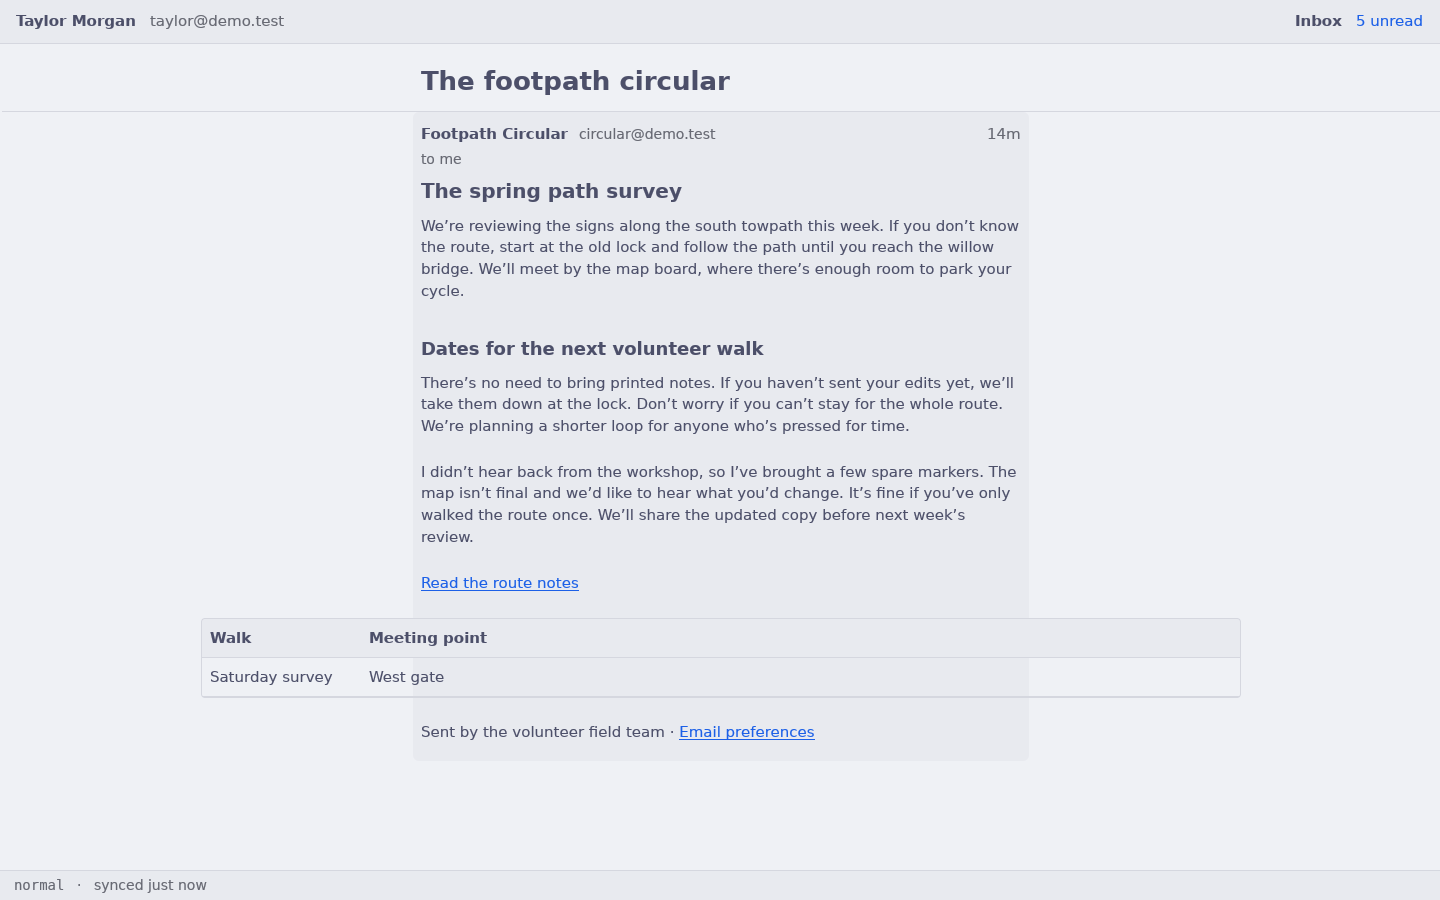 Taylor Morgan taylor@demo.test Inbox 5 unread
The footpath circular
Footpath Circular circular@demo.test 14m
to me
The spring path survey
We’re reviewing the signs along the south towpath this week. If you don’t know
the route, start at the old lock and follow the path until you reach the willow
bridge. We’ll meet by the map board, where there’s enough room to park your
cycle.
Dates for the next volunteer walk
There’s no need to bring printed notes. If you haven’t sent your edits yet, we’ll
take them down at the lock. Don’t worry if you can’t stay for the whole route.
We’re planning a shorter loop for anyone who’s pressed for time.
I didn’t hear back from the workshop, so I’ve brought a few spare markers. The
map isn’t final and we’d like to hear what you’d change. It’s fine if you’ve only
walked the route once. We’ll share the updated copy before next week’s
review.
Read the route notes
Walk Meeting point
Saturday survey West gate
Sent by the volunteer field team · Email preferences
normal · synced just now